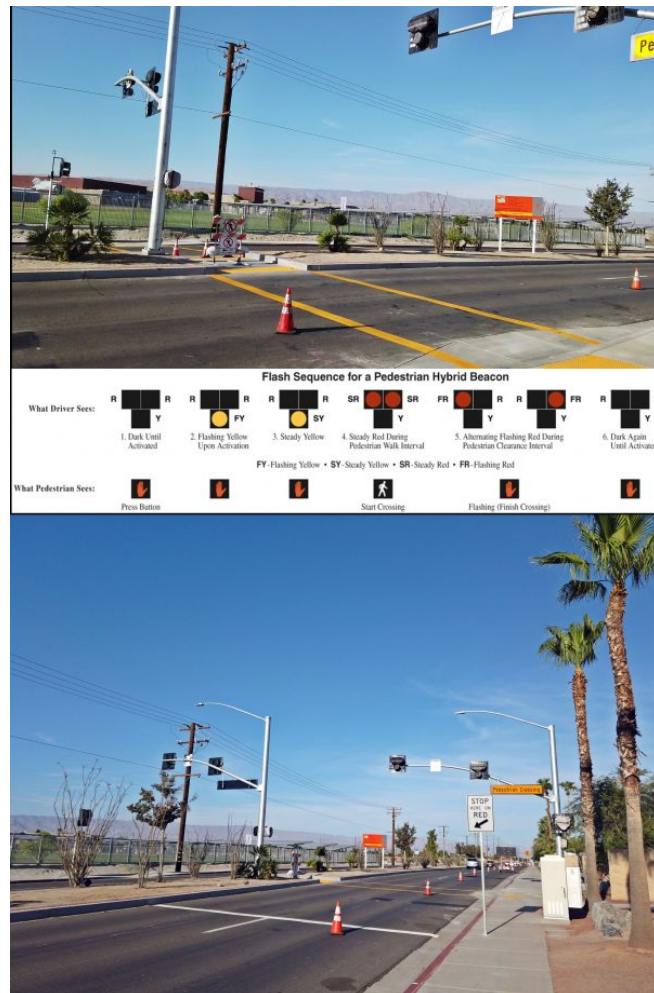 Pe
Flash Sequence for a Pedestrian Hybrid Beacon
What Driver Sees:
R R
Y
R R
FY
R R
SY
SR SR
Y
FR R
Y
R FR
Y
R
Y
1. Dark Until
Activated
2. Flashing Yellow
Upon Activation
3. Steady Yellow
4. Steady Red During
Pedestrian Walk Interval
5. Alternating Flashing Red During
Pedestrian Clearance Interval
6. Dark Again
Until Activate
FY-Flashing Yellow • SY-Steady Yellow • SR-Steady Red • FR-Flashing Red
What Pedestrian Sees:
Press Button
Start Crossing
Flashing (Finish Crossing)
Pedestrian Crossing
STOP
HERE ON
RED